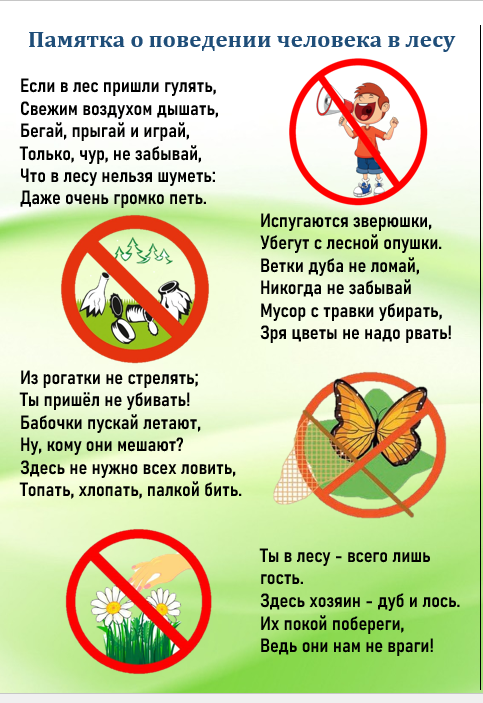 Памятка о поведении человека в лесу
Если в лес пришли гулять,
Свежим воздухом дышать,
Бегай, прыгай и играй,
Только, чур, не забывай,
Что в лесу нельзя шуметь:
Даже очень громко петь.
Испугаются зверюшки,
Убегут с лесной опушки.
Ветки дуба не ломай,
Никогда не забывай
Мусор с травки убирать,
Зря цветы не надо рвать!
Из рогатки не стрелять;
Ты пришёл не убивать!
Бабочки пускай летают,
Ну, кому они мешают?
Здесь не нужно всех ловить,
Топать, хлопать, палкой бить.
Ты в лесу - всего лишь
гость.
Здесь хозяин - дуб и лось.
Их покой побереги,
Ведь они нам не враги!